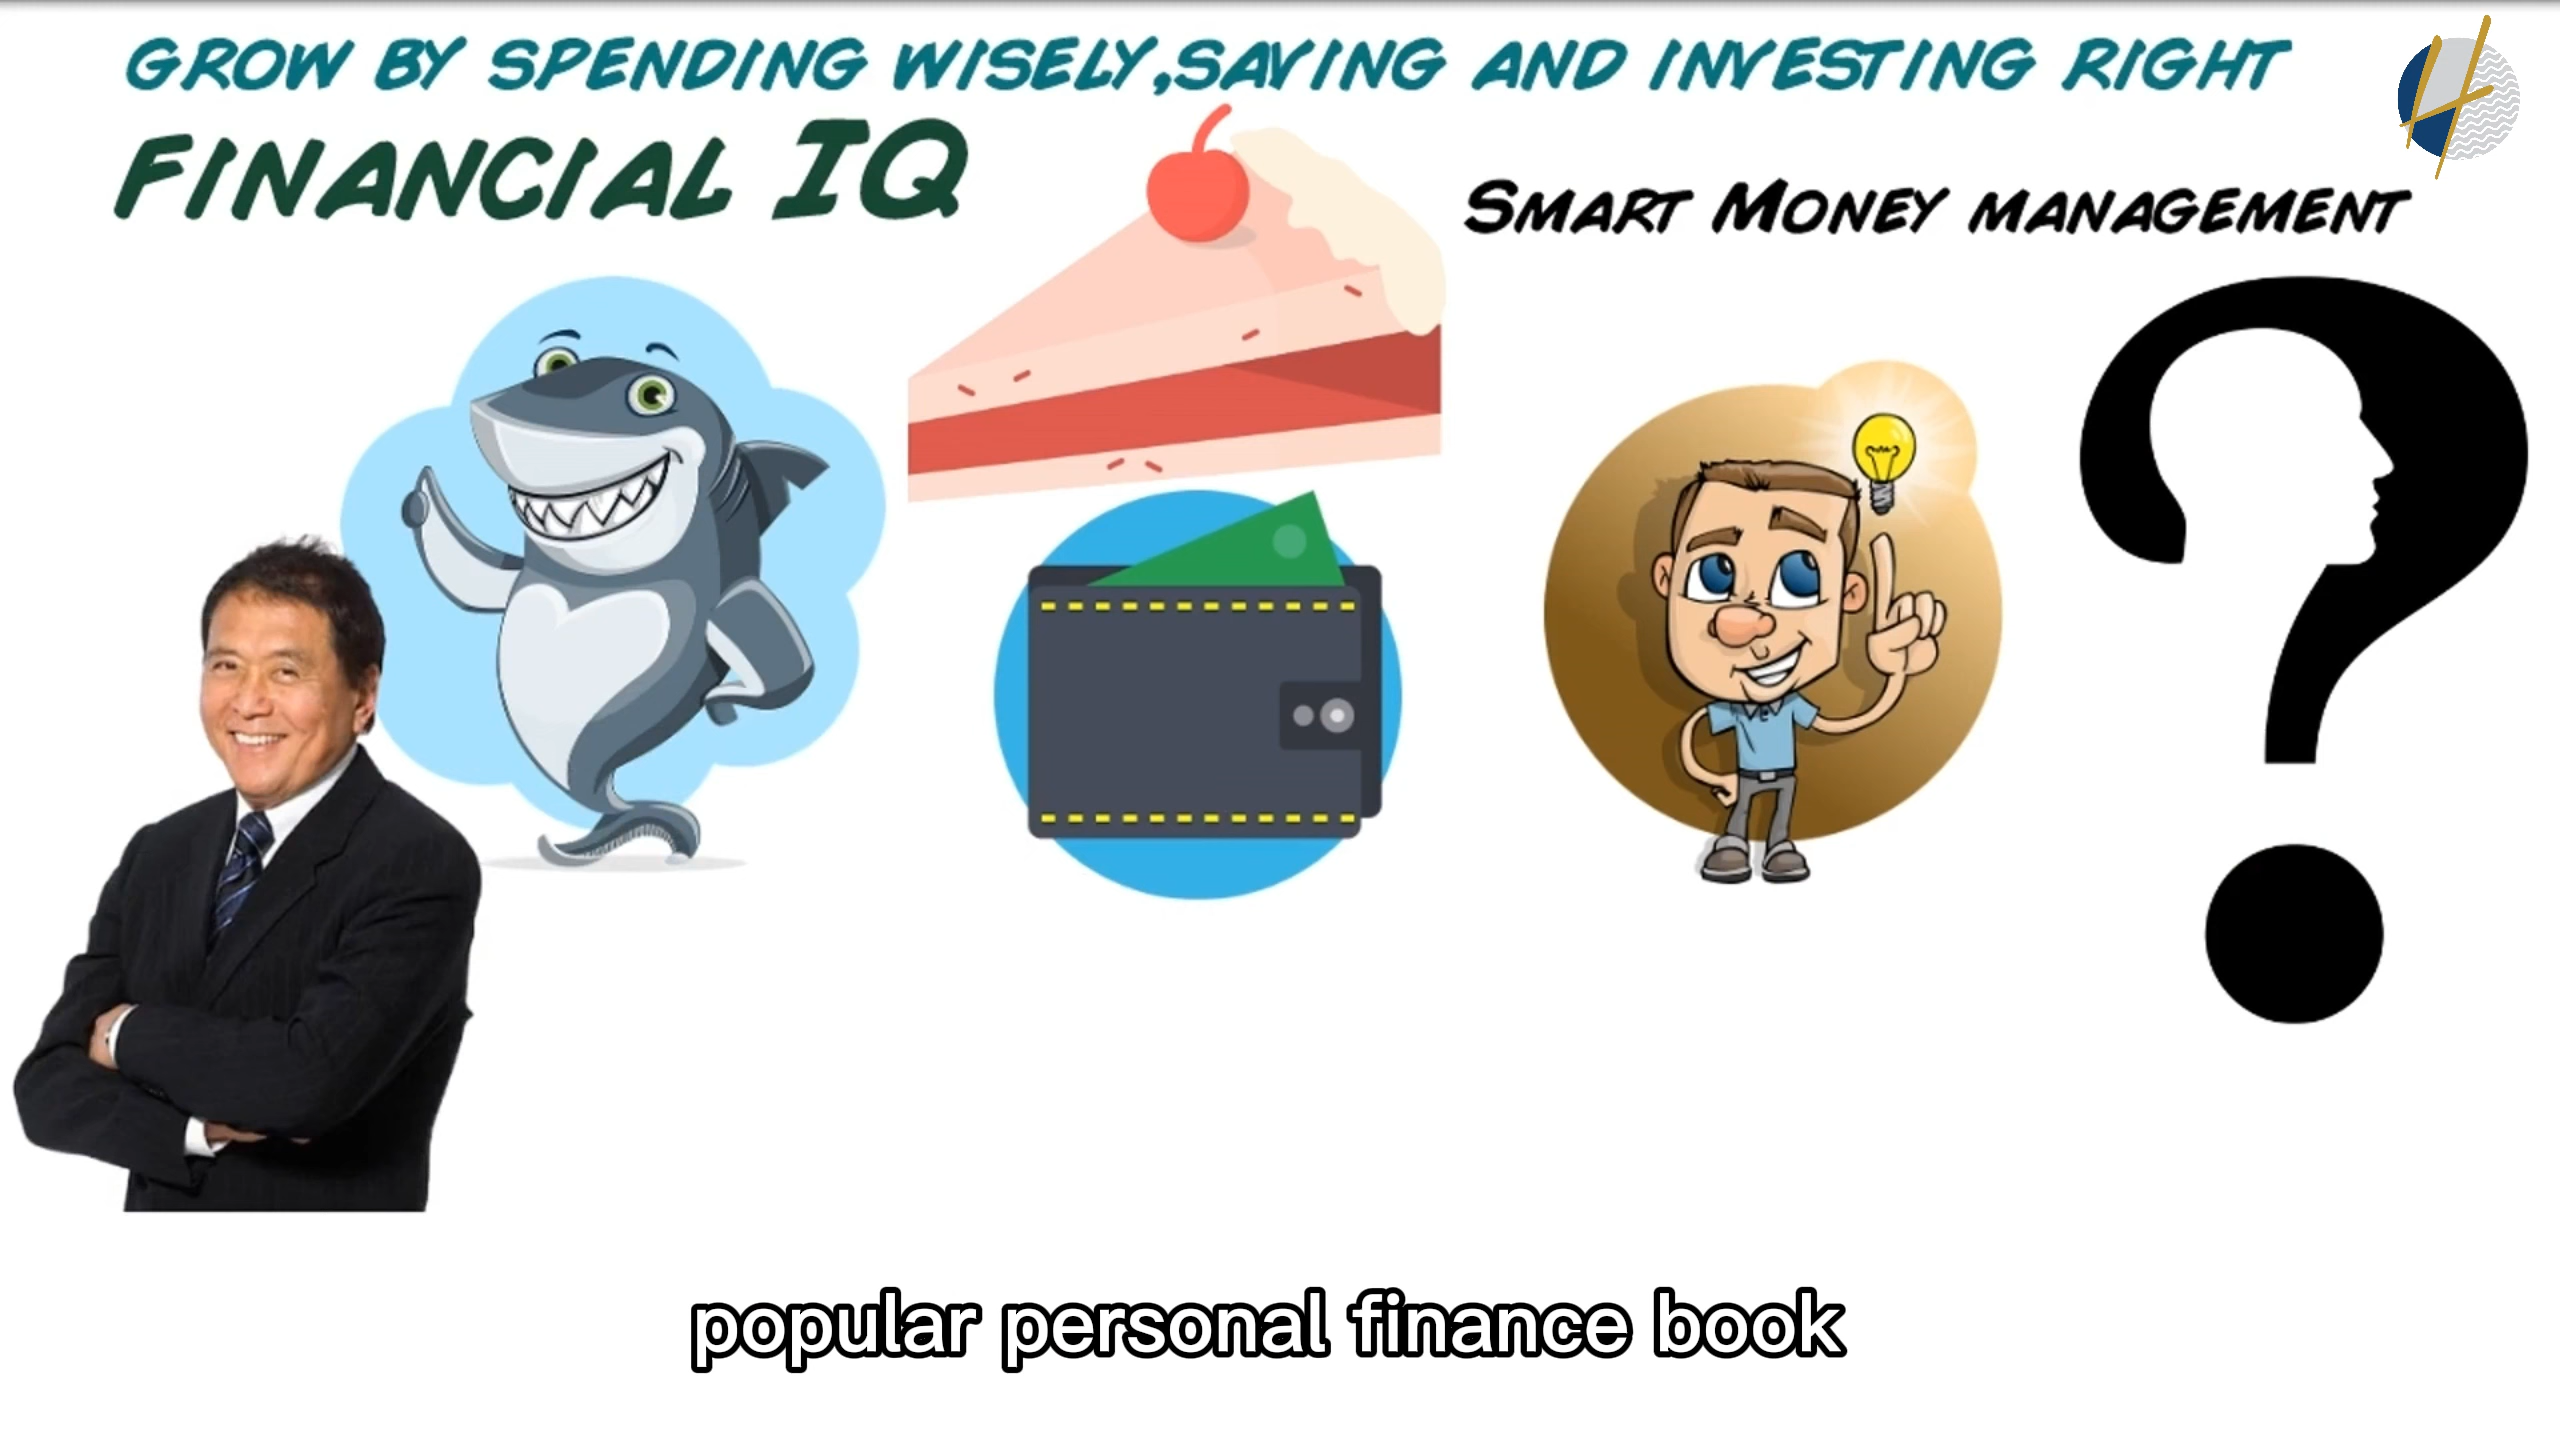 GROW BY SPENDING WISELY,SAVING AND INVESTING RIGHT
FINANCIAL IQ
SMART MONEY MANAGEMENT
popular personal finance book